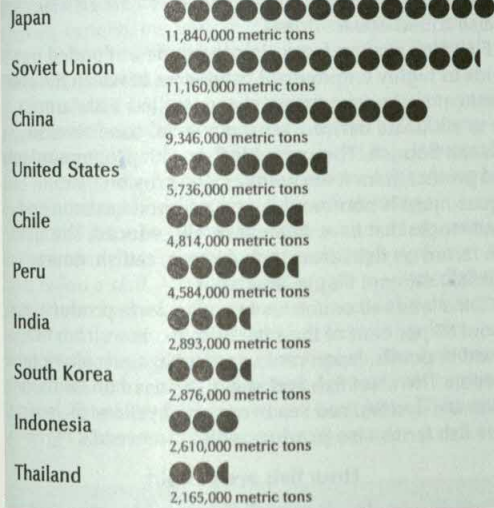 Japan
11,840,000 metric tons
Soviet Union
11,160,000 metric tons
China
9,346,000 metric tons
United States
5,736,000 metric tons
Chile
4,814,000 metric tons
Peru
4,584,000 metric tons
India
2,893,000 metric tons
South Korea
2,876,000 metric tons
Indonesia
2,610,000 metric tons
Thailand
2,165,000 metric tons